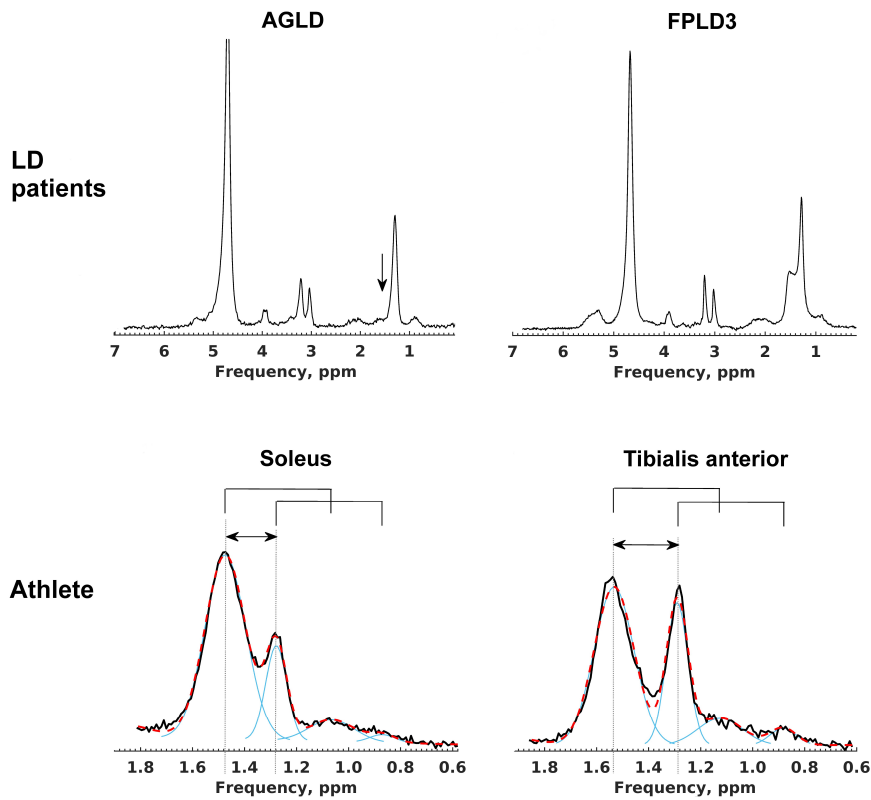 AGLD
FPLD3
LD
patients
7 6 5 4 3 2 1
Frequency, ppm
7 6 5 4 3 2 1
Frequency, ppm
Soleus
Tibialis anterior
Athlete
1.8 1.6 1.4 1.2 1.0 0.8 0.6
Frequency, ppm
1.8 1.6 1.4 1.2 1.0 0.8 0.6
Frequency, ppm